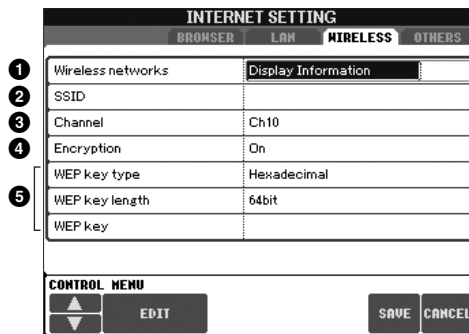 INTERNET SETTING
BROWSER LAN WIRELESS OTHERS
1 Wireless networks Display Information
2 SSID
3 Channel Ch10
4 Encryption On
5 WEP key type Hexadecimal
WEP key length 64bit
WEP key
CONTROL MENU
EDIT SAVE CANCEL